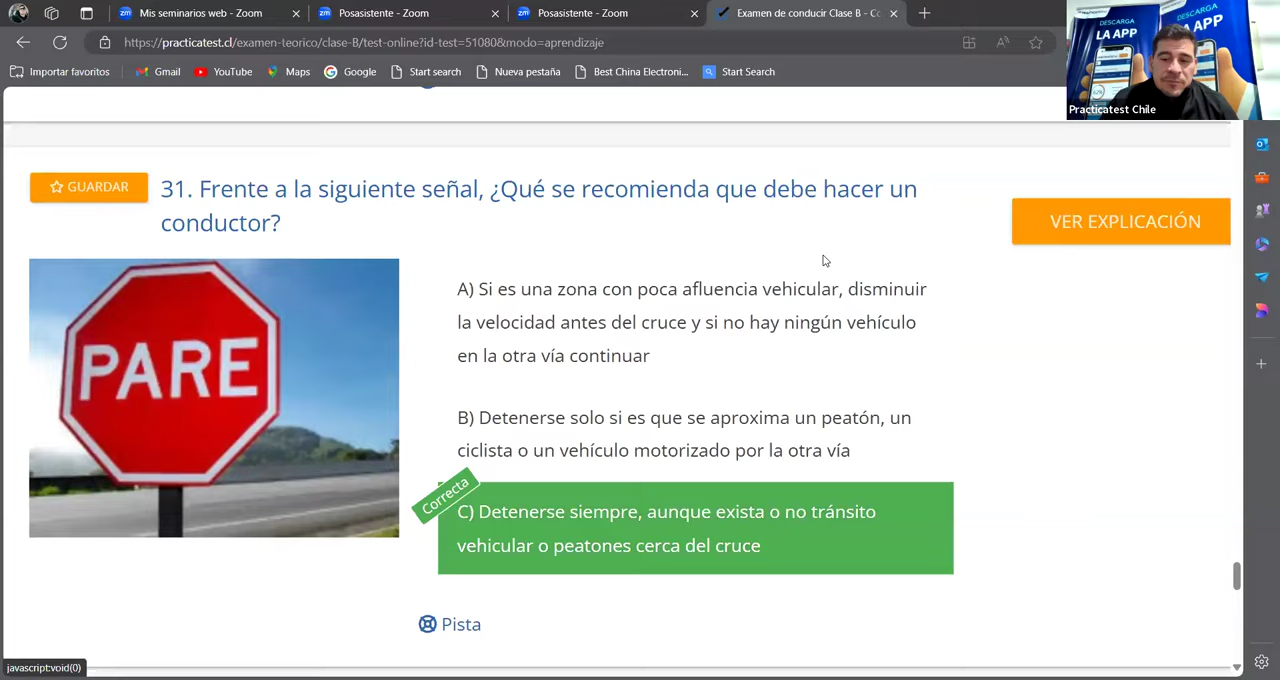 Mis seminarios web - Zoom
Posasistente - Zoom
Posasistente - Zoom
Examen de conducir Clase B - Co
https://practicatest.cl/examen-teorico/clase-B/test-online?id-test=51080&modo=aprendizaje
Importar favoritos
Gmail
YouTube
Maps
Google
Start search
Nueva pestaña
Best China Electroni...
Start Search
DESCARGA
LA APP
DESCARGA
LA APP
Practicatest Chile
GUARDAR
31. Frente a la siguiente señal, ¿Qué se recomienda que debe hacer un
conductor?
VER EXPLICACIÓN
PARE
A) Si es una zona con poca afluencia vehicular, disminuir
la velocidad antes del cruce y si no hay ningún vehículo
en la otra vía continuar
B) Detenerse solo si es que se aproxima un peatón, un
ciclista o un vehículo motorizado por la otra vía
Correcta
C) Detenerse siempre, aunque exista o no tránsito
vehicular o peatones cerca del cruce
Pista
javascript:void(0)